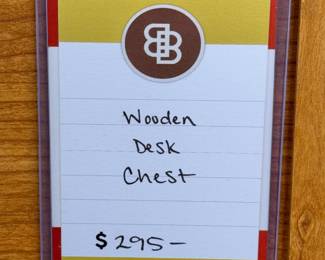 Wooden
Desk
Chest
$ 295-